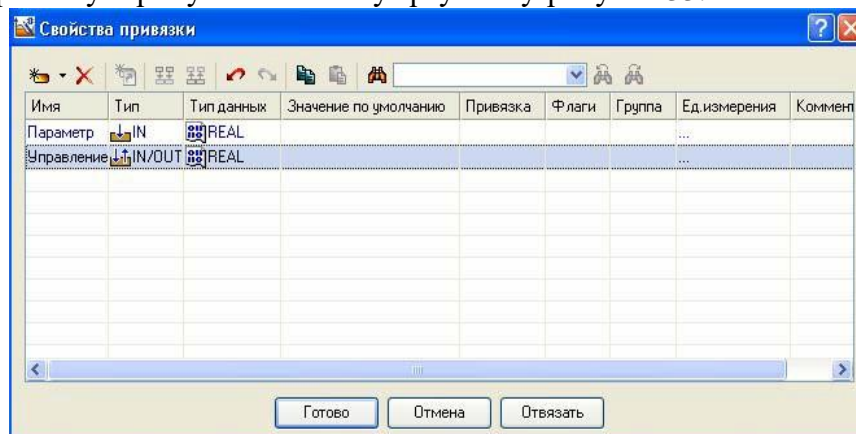 Свойства привязки
Имя Тип Тип данных Значение по умолчанию Привязка Флаги Группа Ед.измерения Коммент
Параметр IN REAL ...
Управление IN/OUT REAL ...
Готово Отмена Отвязать